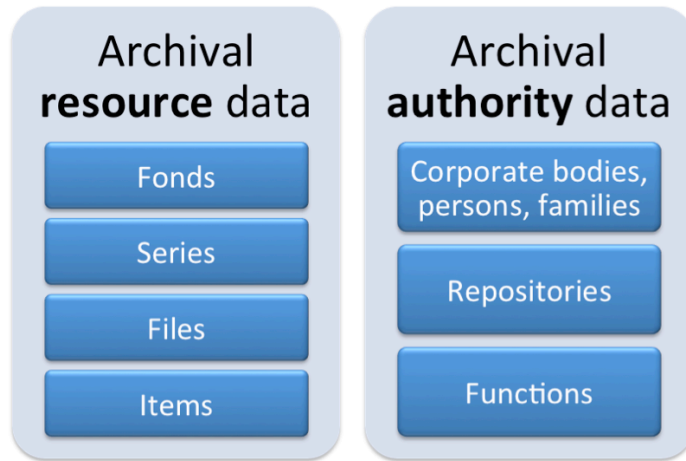 Archival
resource data
Fonds
Series
Files
Items
Archival
authority data
Corporate bodies,
persons, families
Repositories
Functions